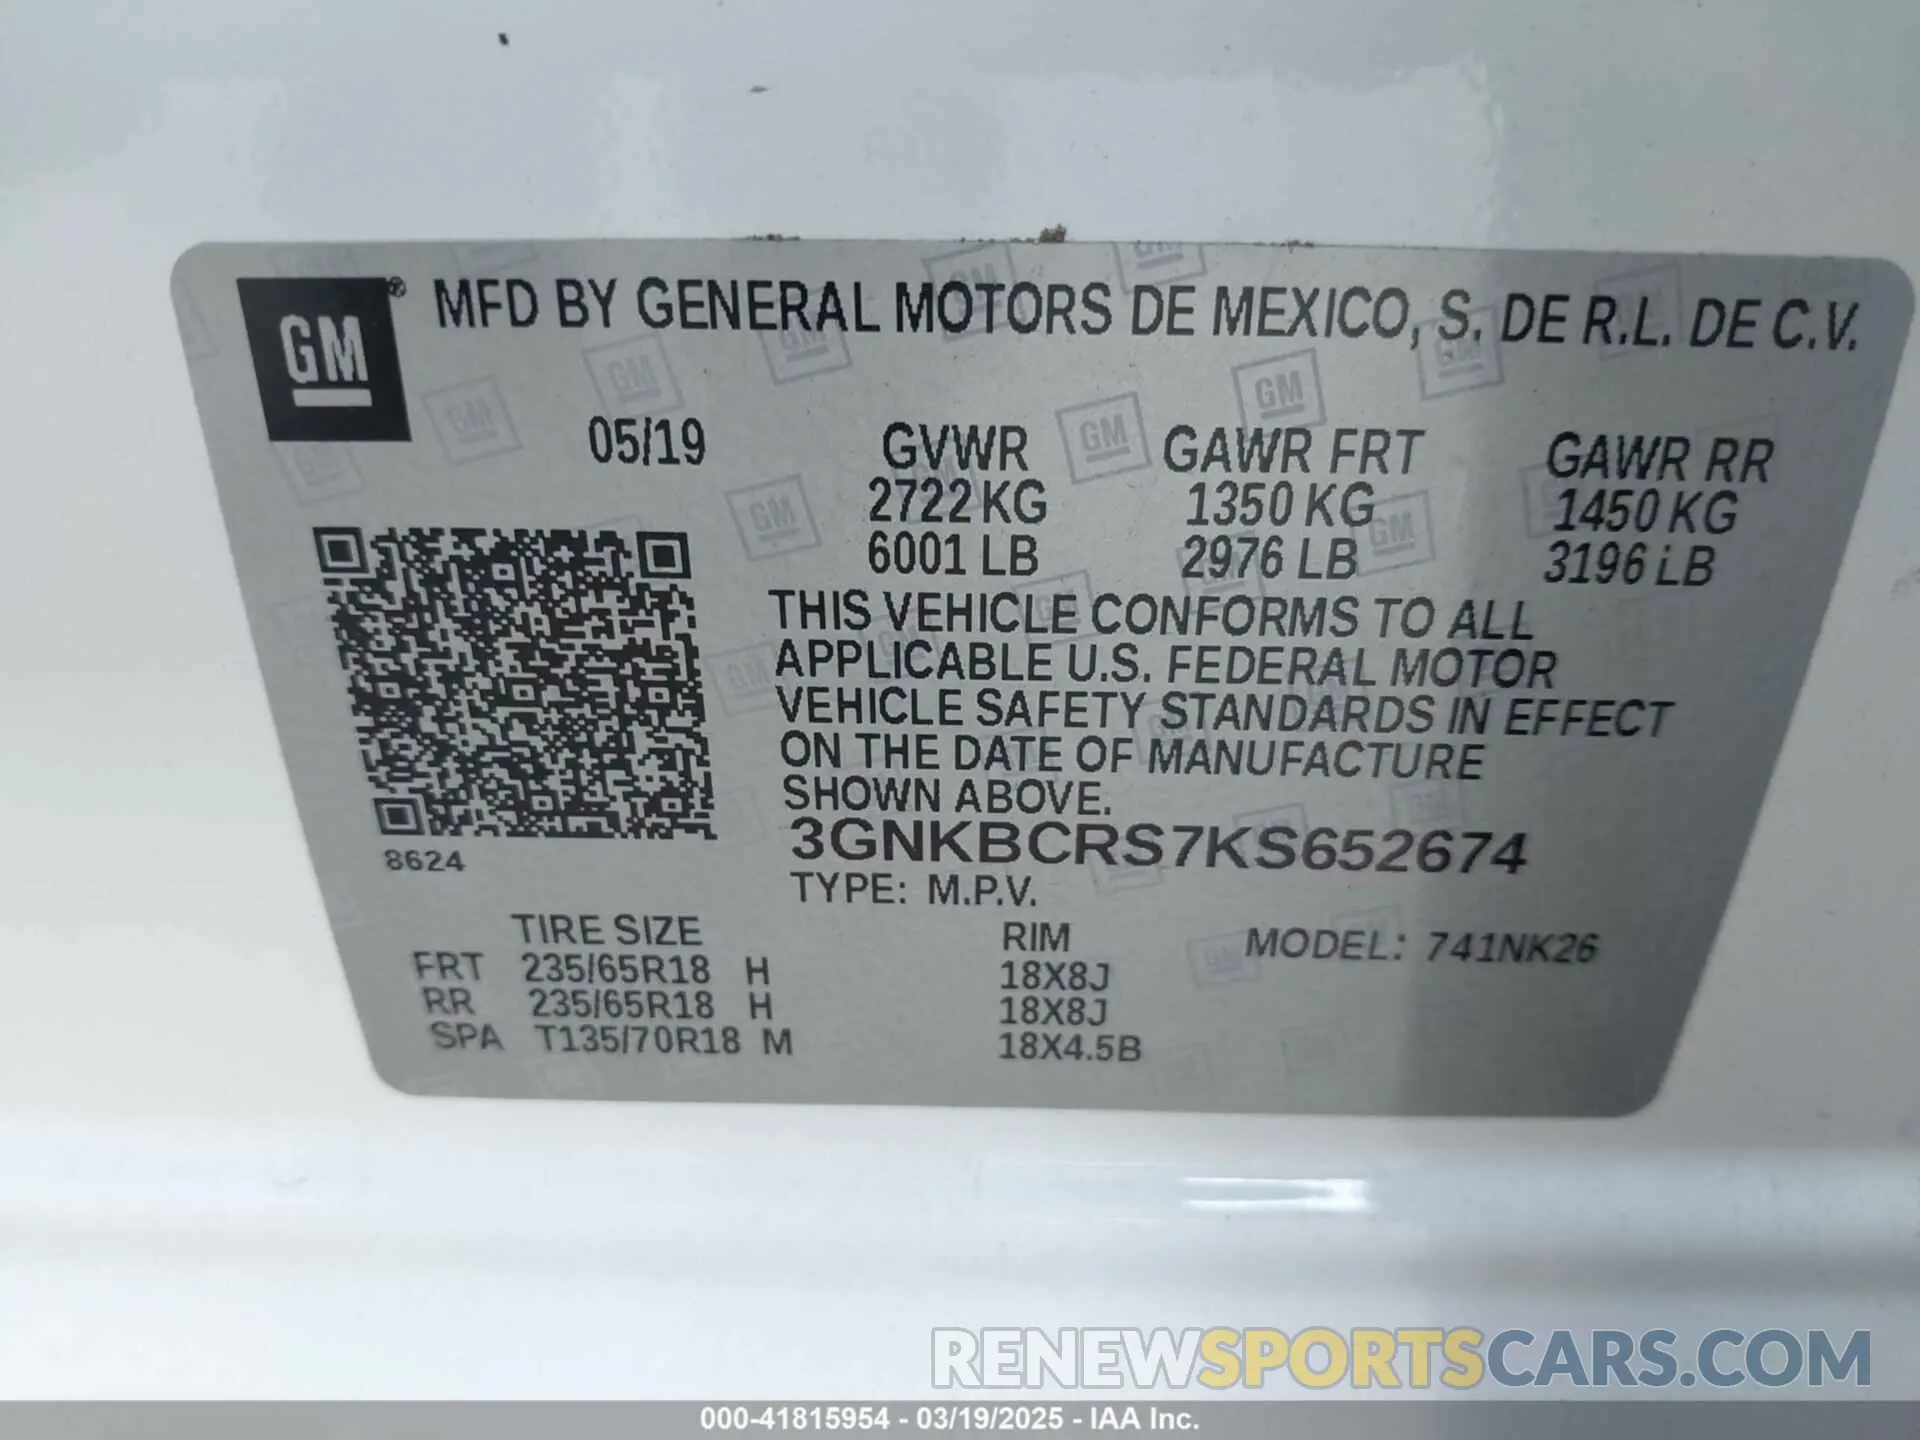 GM ® MFD BY GENERAL MOTORS DE MEXICO, S. DE R.L. DE C.V.
05/19 GVWR GAWR FRT GAWR RR
2722 KG 1350 KG 1450 KG
6001 LB 2976 LB 3196 LB
THIS VEHICLE CONFORMS TO ALL
APPLICABLE U.S. FEDERAL MOTOR
VEHICLE SAFETY STANDARDS IN EFFECT
ON THE DATE OF MANUFACTURE
SHOWN ABOVE.
3GNKBCRS7KS652674
8624
TYPE: M.P.V.
TIRE SIZE RIM MODEL: 741NK26
FRT 235/65R18 H 18X8J
RR 235/65R18 H 18X8J
SPA T135/70R18 M 18X4.5B
RENEWSPORTSCARS.COM
000-41815954 - 03/19/2025 - IAA Inc.